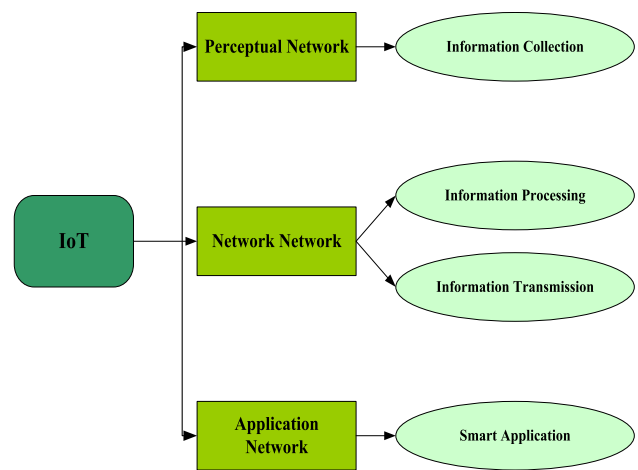 Perceptual Network
Information Collection
IoT
Network Network
Information Processing
Information Transmission
Application
Network
Smart Application